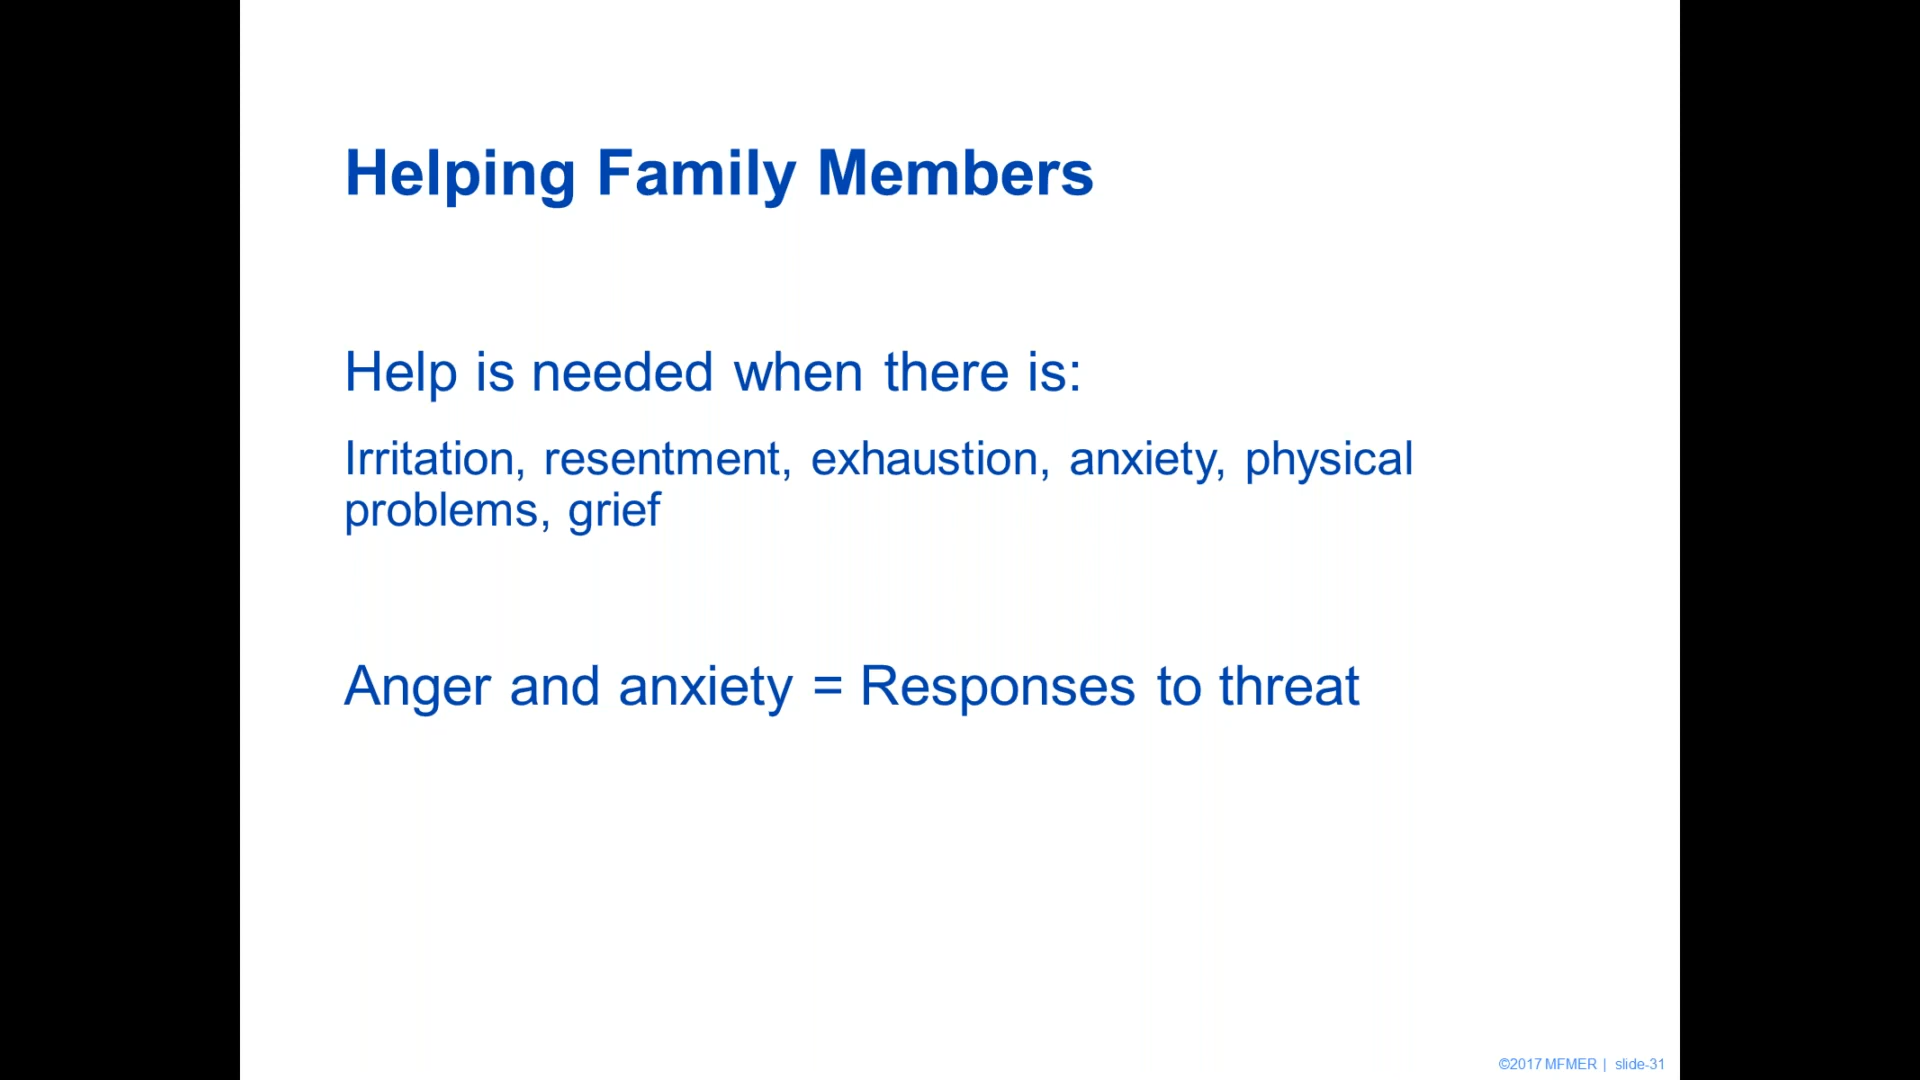 Helping Family Members
Help is needed when there is:
Irritation, resentment, exhaustion, anxiety, physical
problems, grief
Anger and anxiety = Responses to threat
©2017 MFMER | slide-31